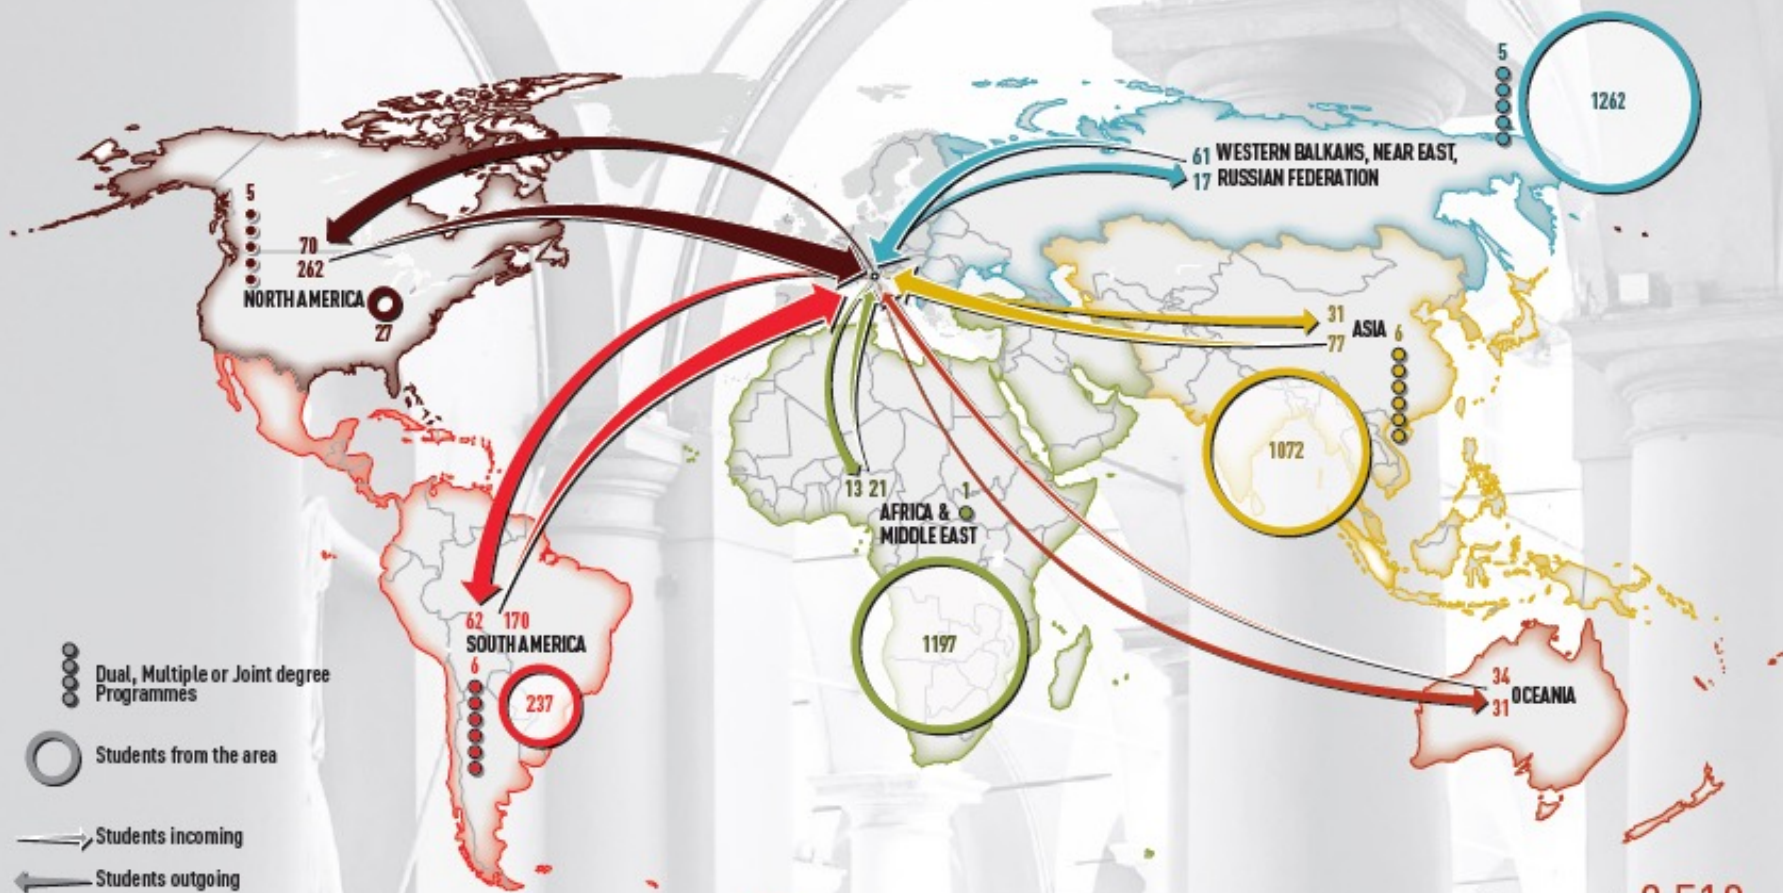 5
1262
61 WESTERN BALKANS, NEAR EAST,
17 RUSSIAN FEDERATION
5
70
262
NORTH AMERICA
27
31
ASIA 6
77
1072
13 21
1
AFRICA &
MIDDLE EAST
1197
62 170
SOUTH AMERICA
6
237
34
OCEANIA
31
Dual, Multiple or Joint degree
Programmes
Students from the area
Students incoming
Students outgoing